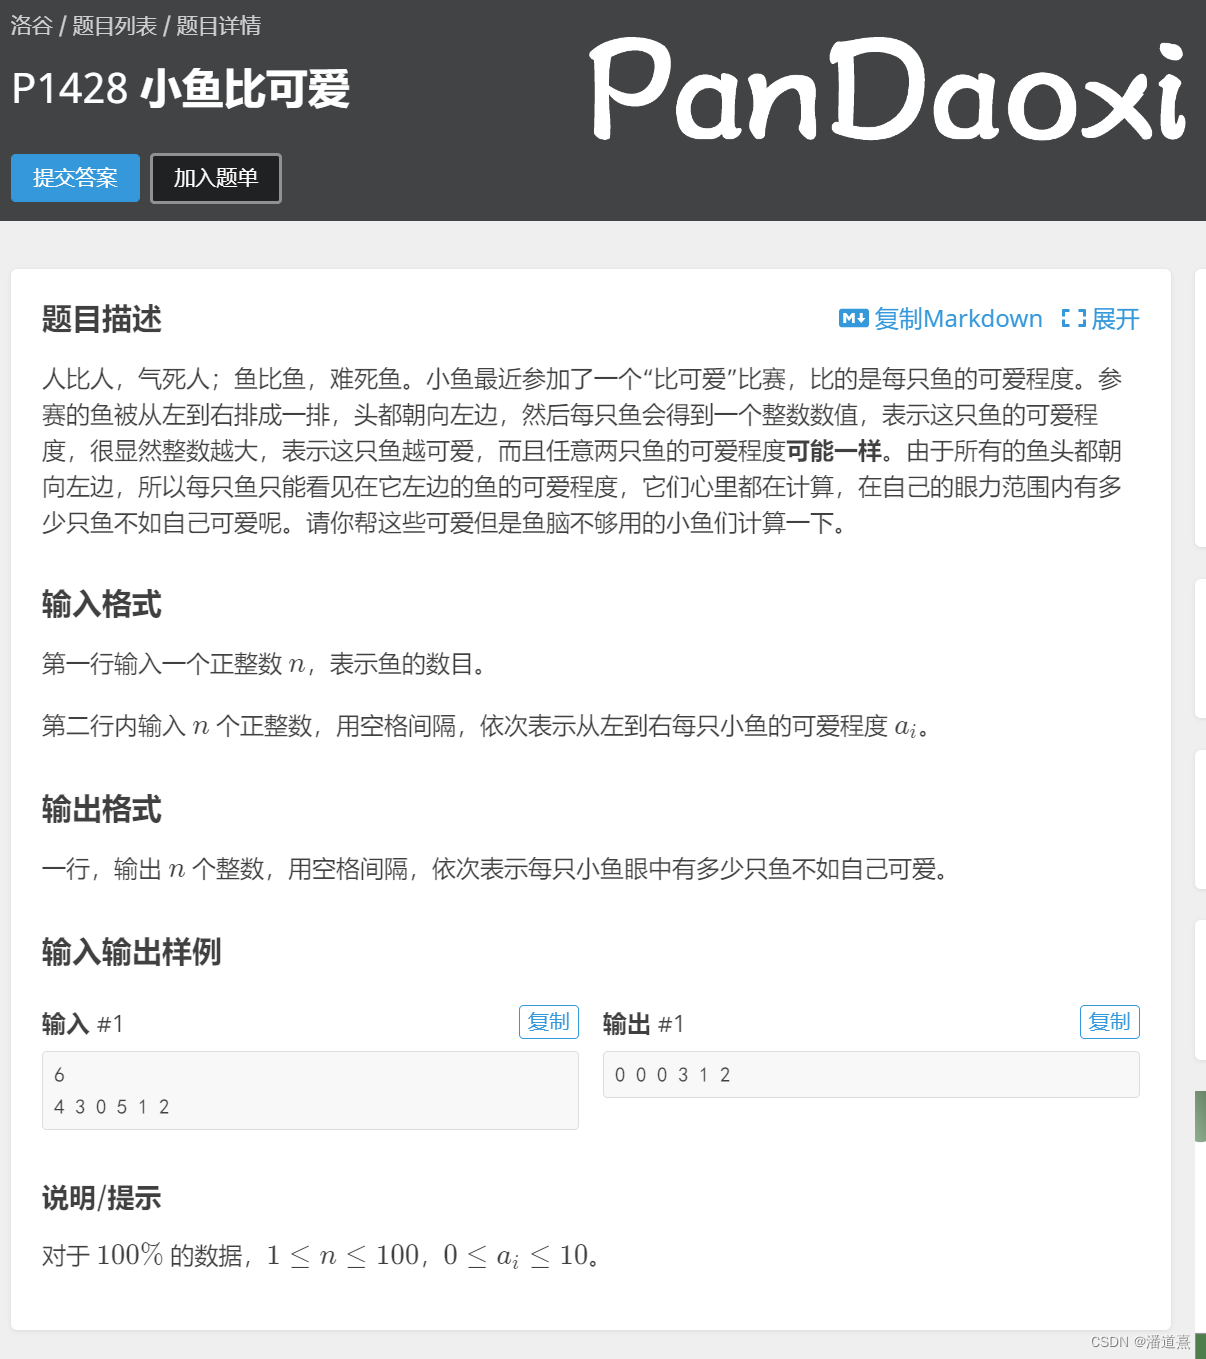 洛谷 / 题目列表 / 题目详情
P1428 小鱼比可爱
PanDaoxi
提交答案
加入题单
题目描述
复制Markdown
展开
人比人，气死人；鱼比鱼，难死鱼。小鱼最近参加了一个“比可爱”比赛，比的是每只鱼的可爱程度。参
赛的鱼被从左到右排成一排，头都朝向左边，然后每只鱼会得到一个整数数值，表示这只鱼的可爱程
度，很显然整数越大，表示这只鱼越可爱，而且任意两只鱼的可爱程度可能一样。由于所有的鱼头都朝
向左边，所以每只鱼只能看见在它左边的鱼的可爱程度，它们心里都在计算，在自己的眼力范围内有多
少只鱼不如自己可爱呢。请你帮这些可爱但是鱼脑不够用的小鱼们计算一下。
输入格式
第一行输入一个正整数 n，表示鱼的数目。
第二行内输入 n 个正整数，用空格间隔，依次表示从左到右每只小鱼的可爱程度 aᵢ。
输出格式
一行，输出 n 个整数，用空格间隔，依次表示每只小鱼眼中有多少只鱼不如自己可爱。
输入输出样例
输入 #1
复制
6
4 3 0 5 1 2
输出 #1
复制
0 0 0 3 1 2
说明/提示
对于 100% 的数据，1 ≤ n ≤ 100，0 ≤ aᵢ ≤ 10。
CSDN @潘道熹